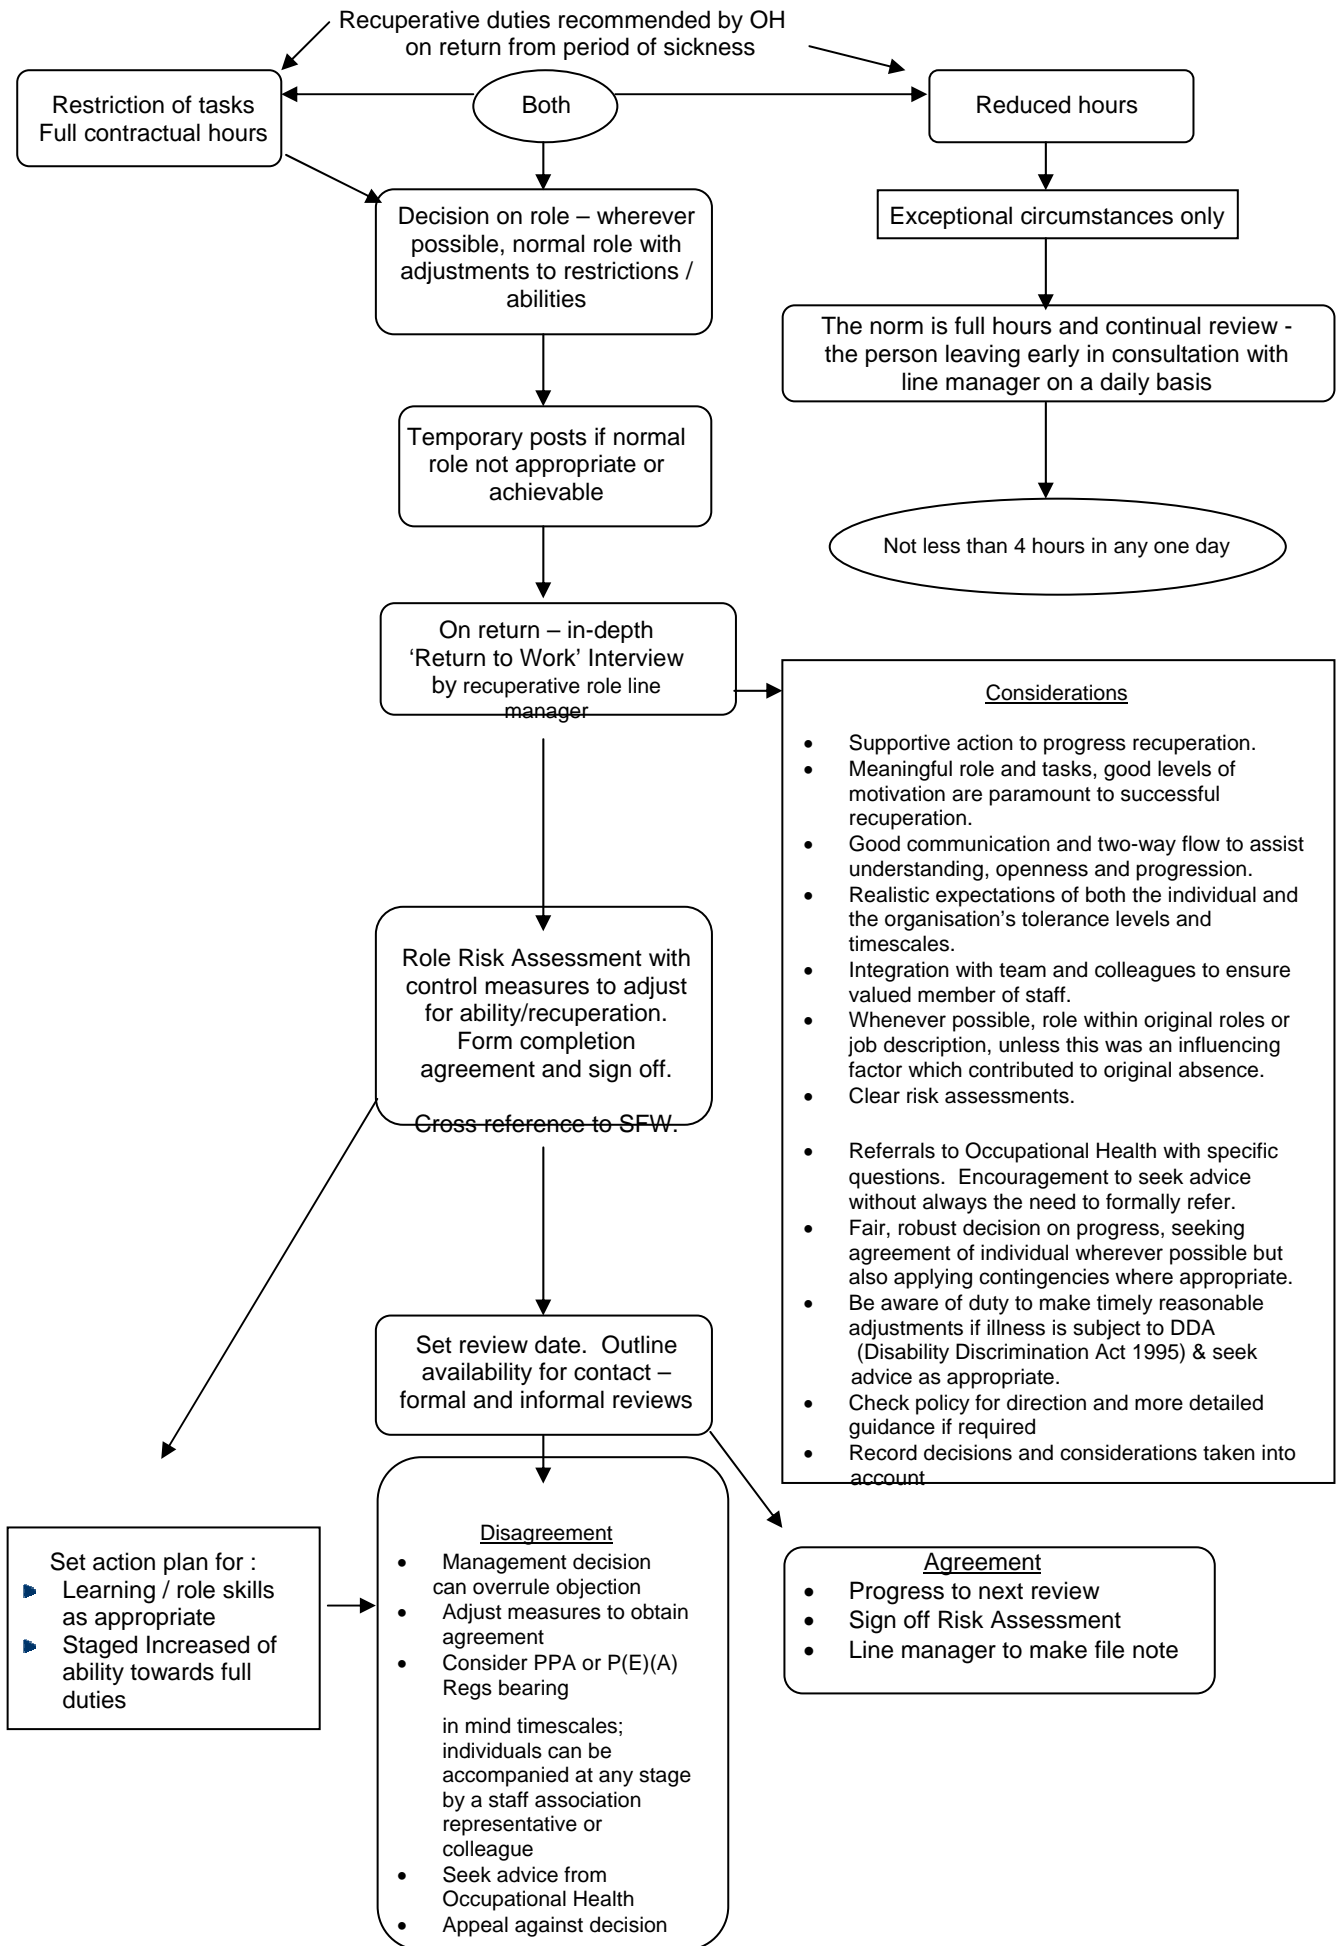 Recuperative duties recommended by OH
on return from period of sickness
Restriction of tasks
Full contractual hours
Both
Reduced hours
Decision on role – wherever
possible, normal role with
adjustments to restrictions /
abilities
Exceptional circumstances only
The norm is full hours and continual review -
the person leaving early in consultation with
line manager on a daily basis
Temporary posts if normal
role not appropriate or
achievable
Not less than 4 hours in any one day
On return – in-depth
‘Return to Work’ Interview
by recuperative role line
manager
Considerations
• Supportive action to progress recuperation.
• Meaningful role and tasks, good levels of
motivation are paramount to successful
recuperation.
• Good communication and two-way flow to assist
understanding, openness and progression.
• Realistic expectations of both the individual and
the organisation’s tolerance levels and
timescales.
• Integration with team and colleagues to ensure
valued member of staff.
• Whenever possible, role within original roles or
job description, unless this was an influencing
factor which contributed to original absence.
• Clear risk assessments.
• Referrals to Occupational Health with specific
questions. Encouragement to seek advice
without always the need to formally refer.
• Fair, robust decision on progress, seeking
agreement of individual wherever possible but
also applying contingencies where appropriate.
• Be aware of duty to make timely reasonable
adjustments if illness is subject to DDA
(Disability Discrimination Act 1995) & seek
advice as appropriate.
• Check policy for direction and more detailed
guidance if required
• Record decisions and considerations taken into
account
Role Risk Assessment with
control measures to adjust
for ability/recuperation.
Form completion
agreement and sign off.
Cross reference to SFW.
Set review date. Outline
availability for contact –
formal and informal reviews
Set action plan for :
Learning / role skills
as appropriate
Staged Increased of
ability towards full
duties
Disagreement
• Management decision
can overrule objection
• Adjust measures to obtain
agreement
• Consider PPA or P(E)(A)
Regs bearing
in mind timescales;
individuals can be
accompanied at any stage
by a staff association
representative or
colleague
• Seek advice from
Occupational Health
• Appeal against decision
Agreement
• Progress to next review
• Sign off Risk Assessment
• Line manager to make file note